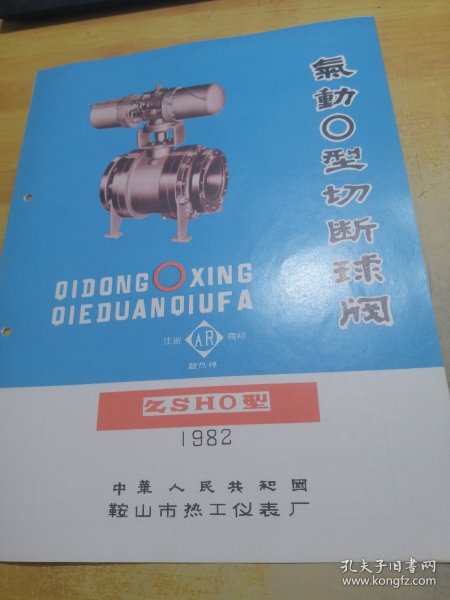 氣動O型切断球阀
QIDONG O XING
QIEDUANQIUFA
注册 AR 商标
鞍热牌
ZSHO型
1982
中華人民共和國
鞍山市热工仪表厂
孔夫子旧书网
www.kongfz.com